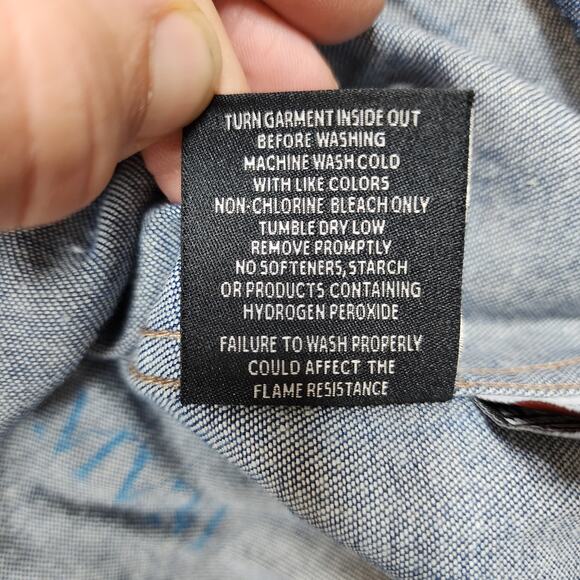 TURN GARMENT INSIDE OUT
BEFORE WASHING
MACHINE WASH COLD
WITH LIKE COLORS
NON-CHLORINE BLEACH ONLY
TUMBLE DRY LOW
REMOVE PROMPTLY
NO SOFTENERS, STARCH
OR PRODUCTS CONTAINING
HYDROGEN PEROXIDE
FAILURE TO WASH PROPERLY
COULD AFFECT THE
FLAME RESISTANCE